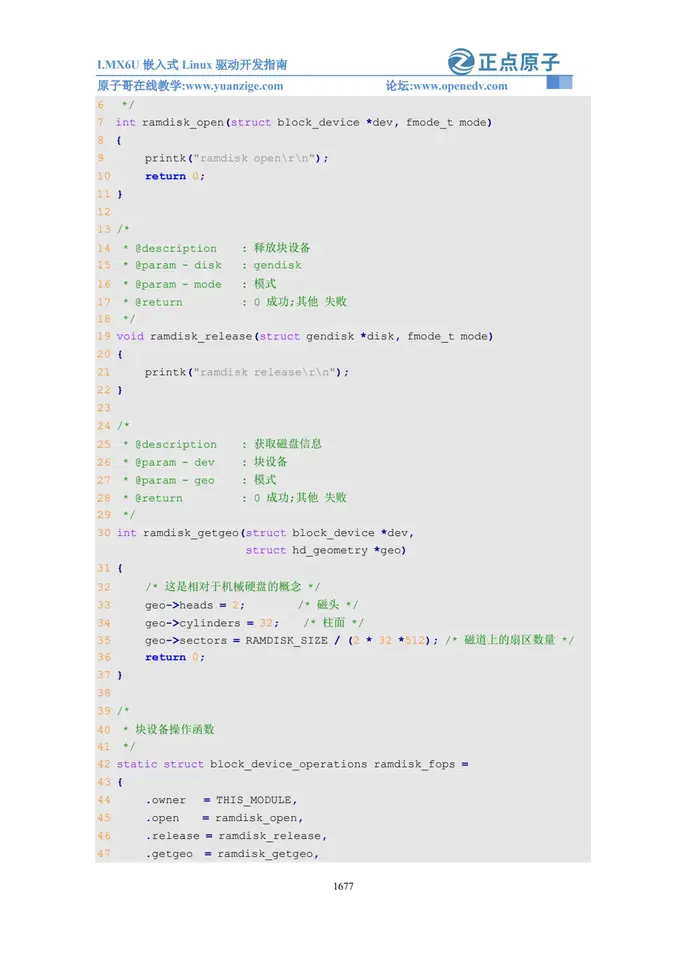 I.MX6U 嵌入式 Linux 驱动开发指南
正点原子
原子哥在线教学:www.yuanzige.com 论坛:www.openedv.com
6  */
7 int ramdisk_open(struct block_device *dev, fmode_t mode)
8 {
9     printk("ramdisk open\r\n");
10     return 0;
11 }
12
13 /*
14  * @description   : 释放块设备
15  * @param - disk  : gendisk
16  * @param - mode  : 模式
17  * @return        : 0 成功;其他 失败
18  */
19 void ramdisk_release(struct gendisk *disk, fmode_t mode)
20 {
21     printk("ramdisk release\r\n");
22 }
23
24 /*
25  * @description   : 获取磁盘信息
26  * @param - dev   : 块设备
27  * @param - geo   : 模式
28  * @return        : 0 成功;其他 失败
29  */
30 int ramdisk_getgeo(struct block_device *dev,
struct hd_geometry *geo)
31 {
32     /* 这是相对于机械硬盘的概念 */
33     geo->heads = 2;        /* 磁头 */
34     geo->cylinders = 32;   /* 柱面 */
35     geo->sectors = RAMDISK_SIZE / (2 * 32 *512); /* 磁道上的扇区数量 */
36     return 0;
37 }
38
39 /*
40  * 块设备操作函数
41  */
42 static struct block_device_operations ramdisk_fops =
43 {
44     .owner   = THIS_MODULE,
45     .open    = ramdisk_open,
46     .release = ramdisk_release,
47     .getgeo  = ramdisk_getgeo,
1677